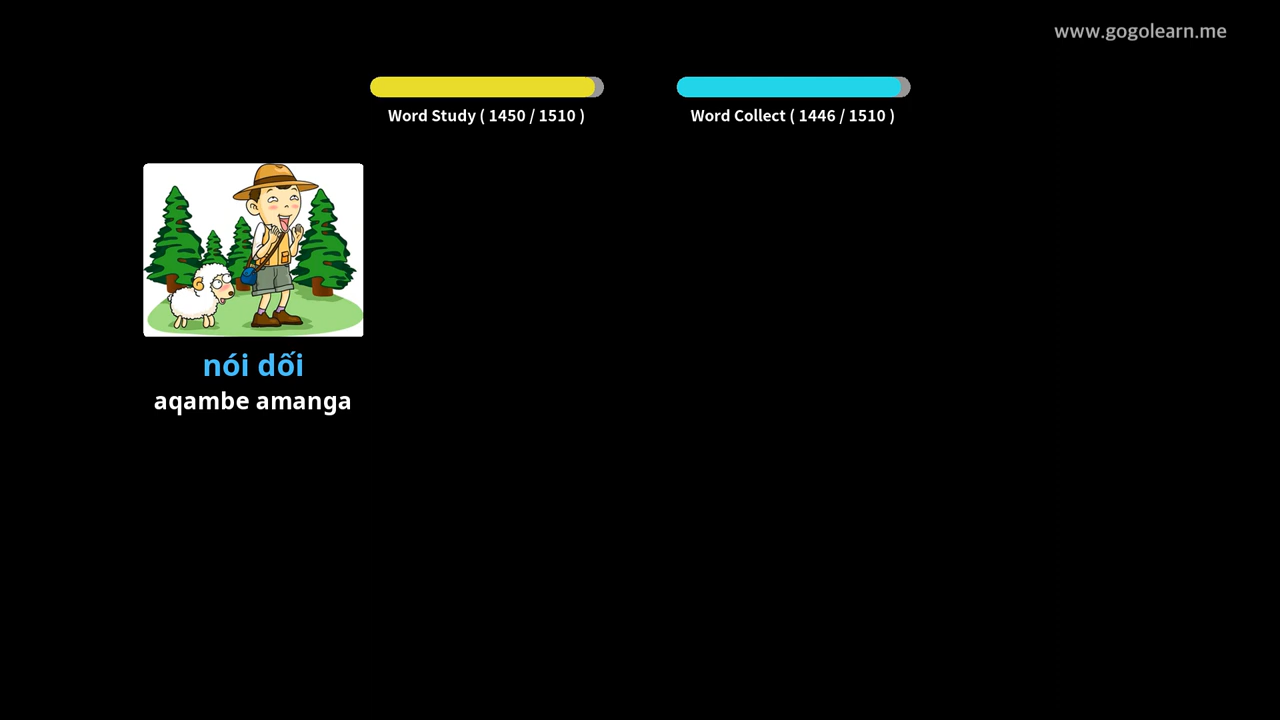 www.gogolearn.me
Word Study ( 1450 / 1510 )
Word Collect ( 1446 / 1510 )
nói dối
aqambe amanga